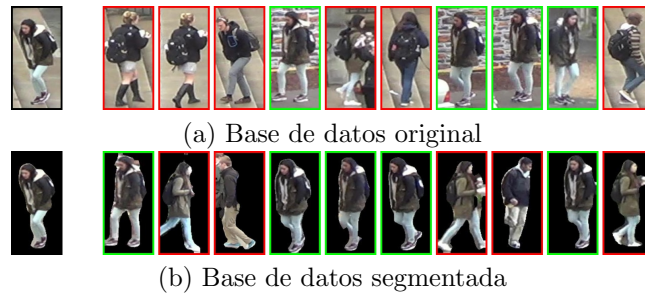 (a) Base de datos original
(b) Base de datos segmentada